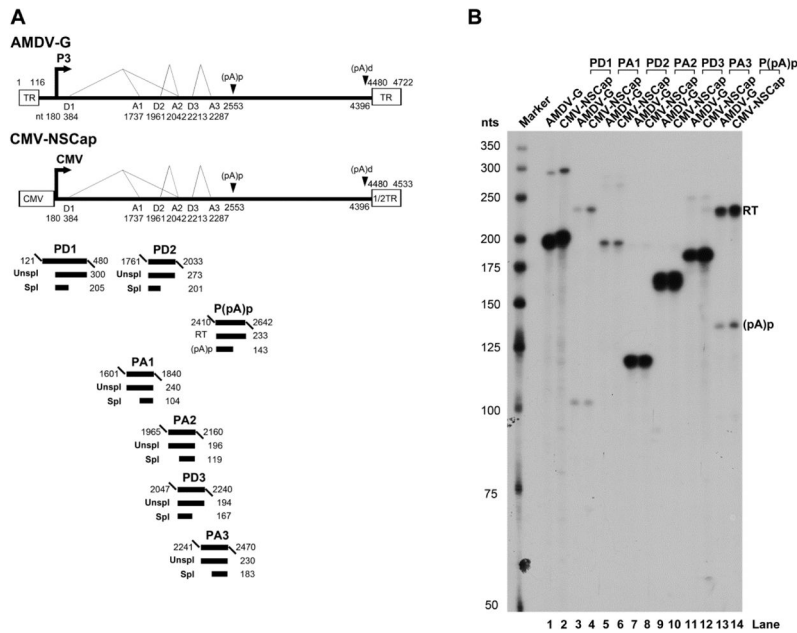 A
AMDV-G
P3
(pA)p
(pA)d
1 116
4480 4722
TR
TR
D1 A1 D2 A2 D3 A3 2553
4396
nt 180 384 1737 1961 2042 2213 2287
CMV-NSCap
CMV
(pA)p
(pA)d
4480 4533
CMV
1/2TR
D1 A1 D2 A2 D3 A3 2553
4396
180 384 1737 1961 2042 2213 2287
PD1
121 480
Unspl 300
Spl 205
PD2
1761 2033
Unspl 273
Spl 201
P(pA)p
2410 2642
RT 233
(pA)p 143
PA1
1601 1840
Unspl 240
Spl 104
PA2
1965 2160
Unspl 196
Spl 119
PD3
2047 2240
Unspl 194
Spl 167
PA3
2241 2470
Unspl 230
Spl 183
B
PD1 PA1 PD2 PA2 PD3 PA3 P(pA)p
Marker
AMDV-G
CMV-NSCap
AMDV-G
CMV-NSCap
AMDV-G
CMV-NSCap
AMDV-G
CMV-NSCap
AMDV-G
CMV-NSCap
AMDV-G
CMV-NSCap
AMDV-G
CMV-NSCap
nts
350
300
250
200
175
150
125
100
75
50
RT
(pA)p
1 2 3 4 5 6 7 8 9 10 11 12 13 14 Lane